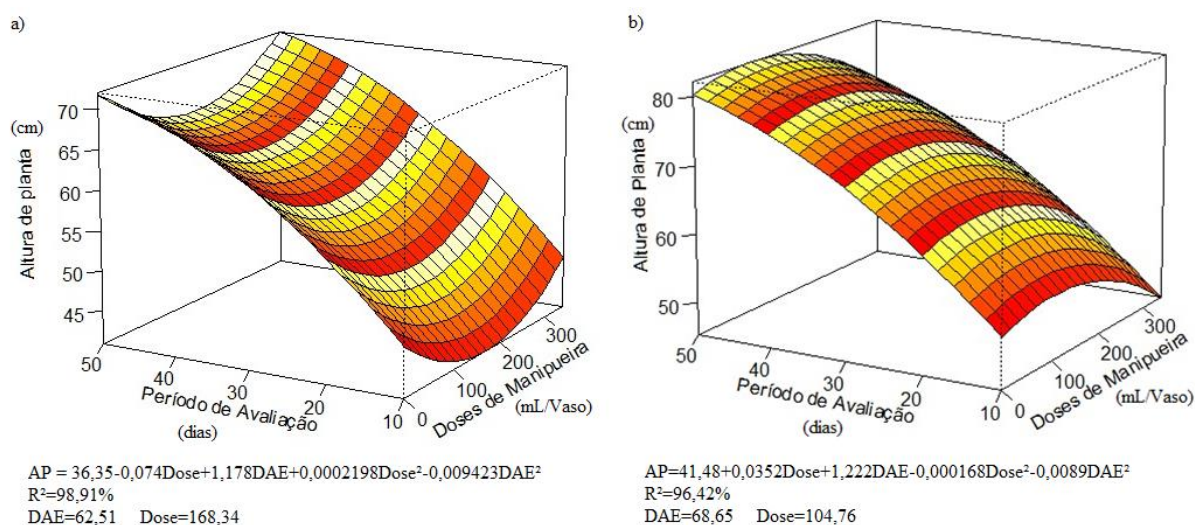 a)
70
(cm)
65
60
55
50
45
Altura de planta
50
40
30
20
10
Período de Avaliação
(dias)
0
100
200
300
Doses de Manipueira
(mL/Vaso)
AP = 36,35-0,074Dose+1,178DAE+0,0002198Dose²-0,009423DAE²
R²=98,91%
DAE=62,51 Dose=168,34
b)
80
(cm)
70
60
50
Altura de Planta
50
40
30
20
10
Período de Avaliação
(dias)
0
100
200
300
Doses de Manipueira
(mL/Vaso)
AP=41,48+0,0352Dose+1,222DAE-0,000168Dose²-0,0089DAE²
R²=96,42%
DAE=68,65 Dose=104,76